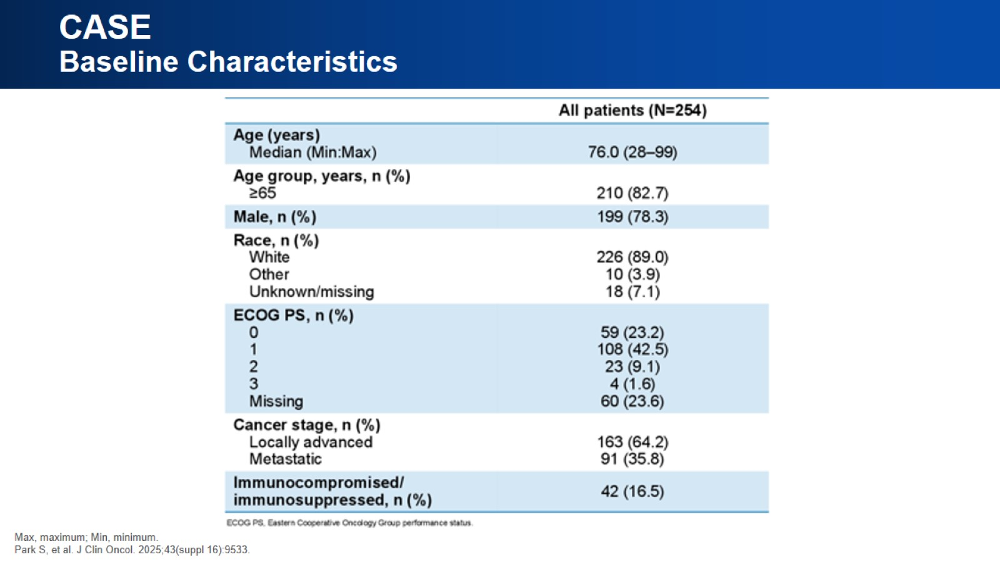 CASE
Baseline Characteristics
All patients (N=254)
Age (years)
Median (Min:Max) 76.0 (28–99)
Age group, years, n (%)
≥65 210 (82.7)
Male, n (%) 199 (78.3)
Race, n (%)
White 226 (89.0)
Other 10 (3.9)
Unknown/missing 18 (7.1)
ECOG PS, n (%)
0 59 (23.2)
1 108 (42.5)
2 23 (9.1)
3 4 (1.6)
Missing 60 (23.6)
Cancer stage, n (%)
Locally advanced 163 (64.2)
Metastatic 91 (35.8)
Immunocompromised/
immunosuppressed, n (%) 42 (16.5)
ECOG PS, Eastern Cooperative Oncology Group performance status.
Max, maximum; Min, minimum.
Park S, et al. J Clin Oncol. 2025;43(suppl 16):9533.